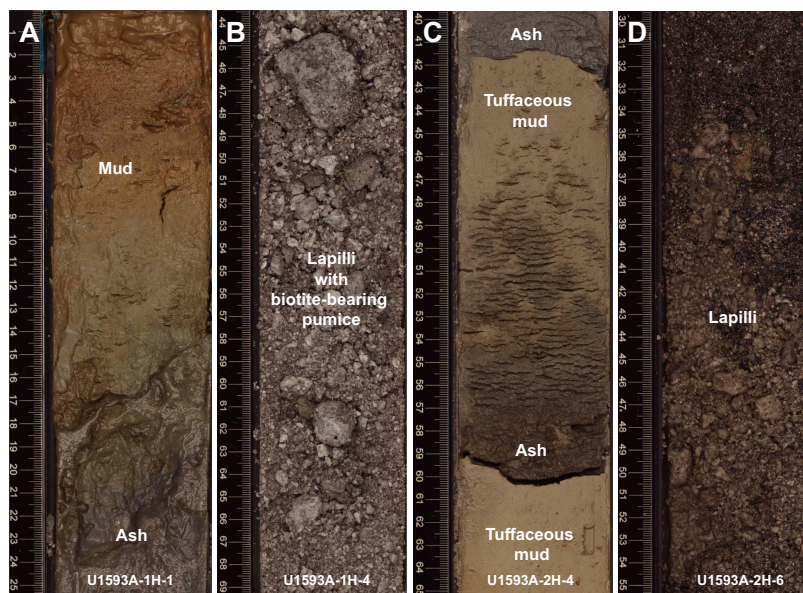 A
Mud
Ash
U1593A-1H-1
B
Lapilli
with
biotite-bearing
pumice
U1593A-1H-4
C
Ash
Tuffaceous
mud
Ash
Tuffaceous
mud
U1593A-2H-4
D
Lapilli
U1593A-2H-6